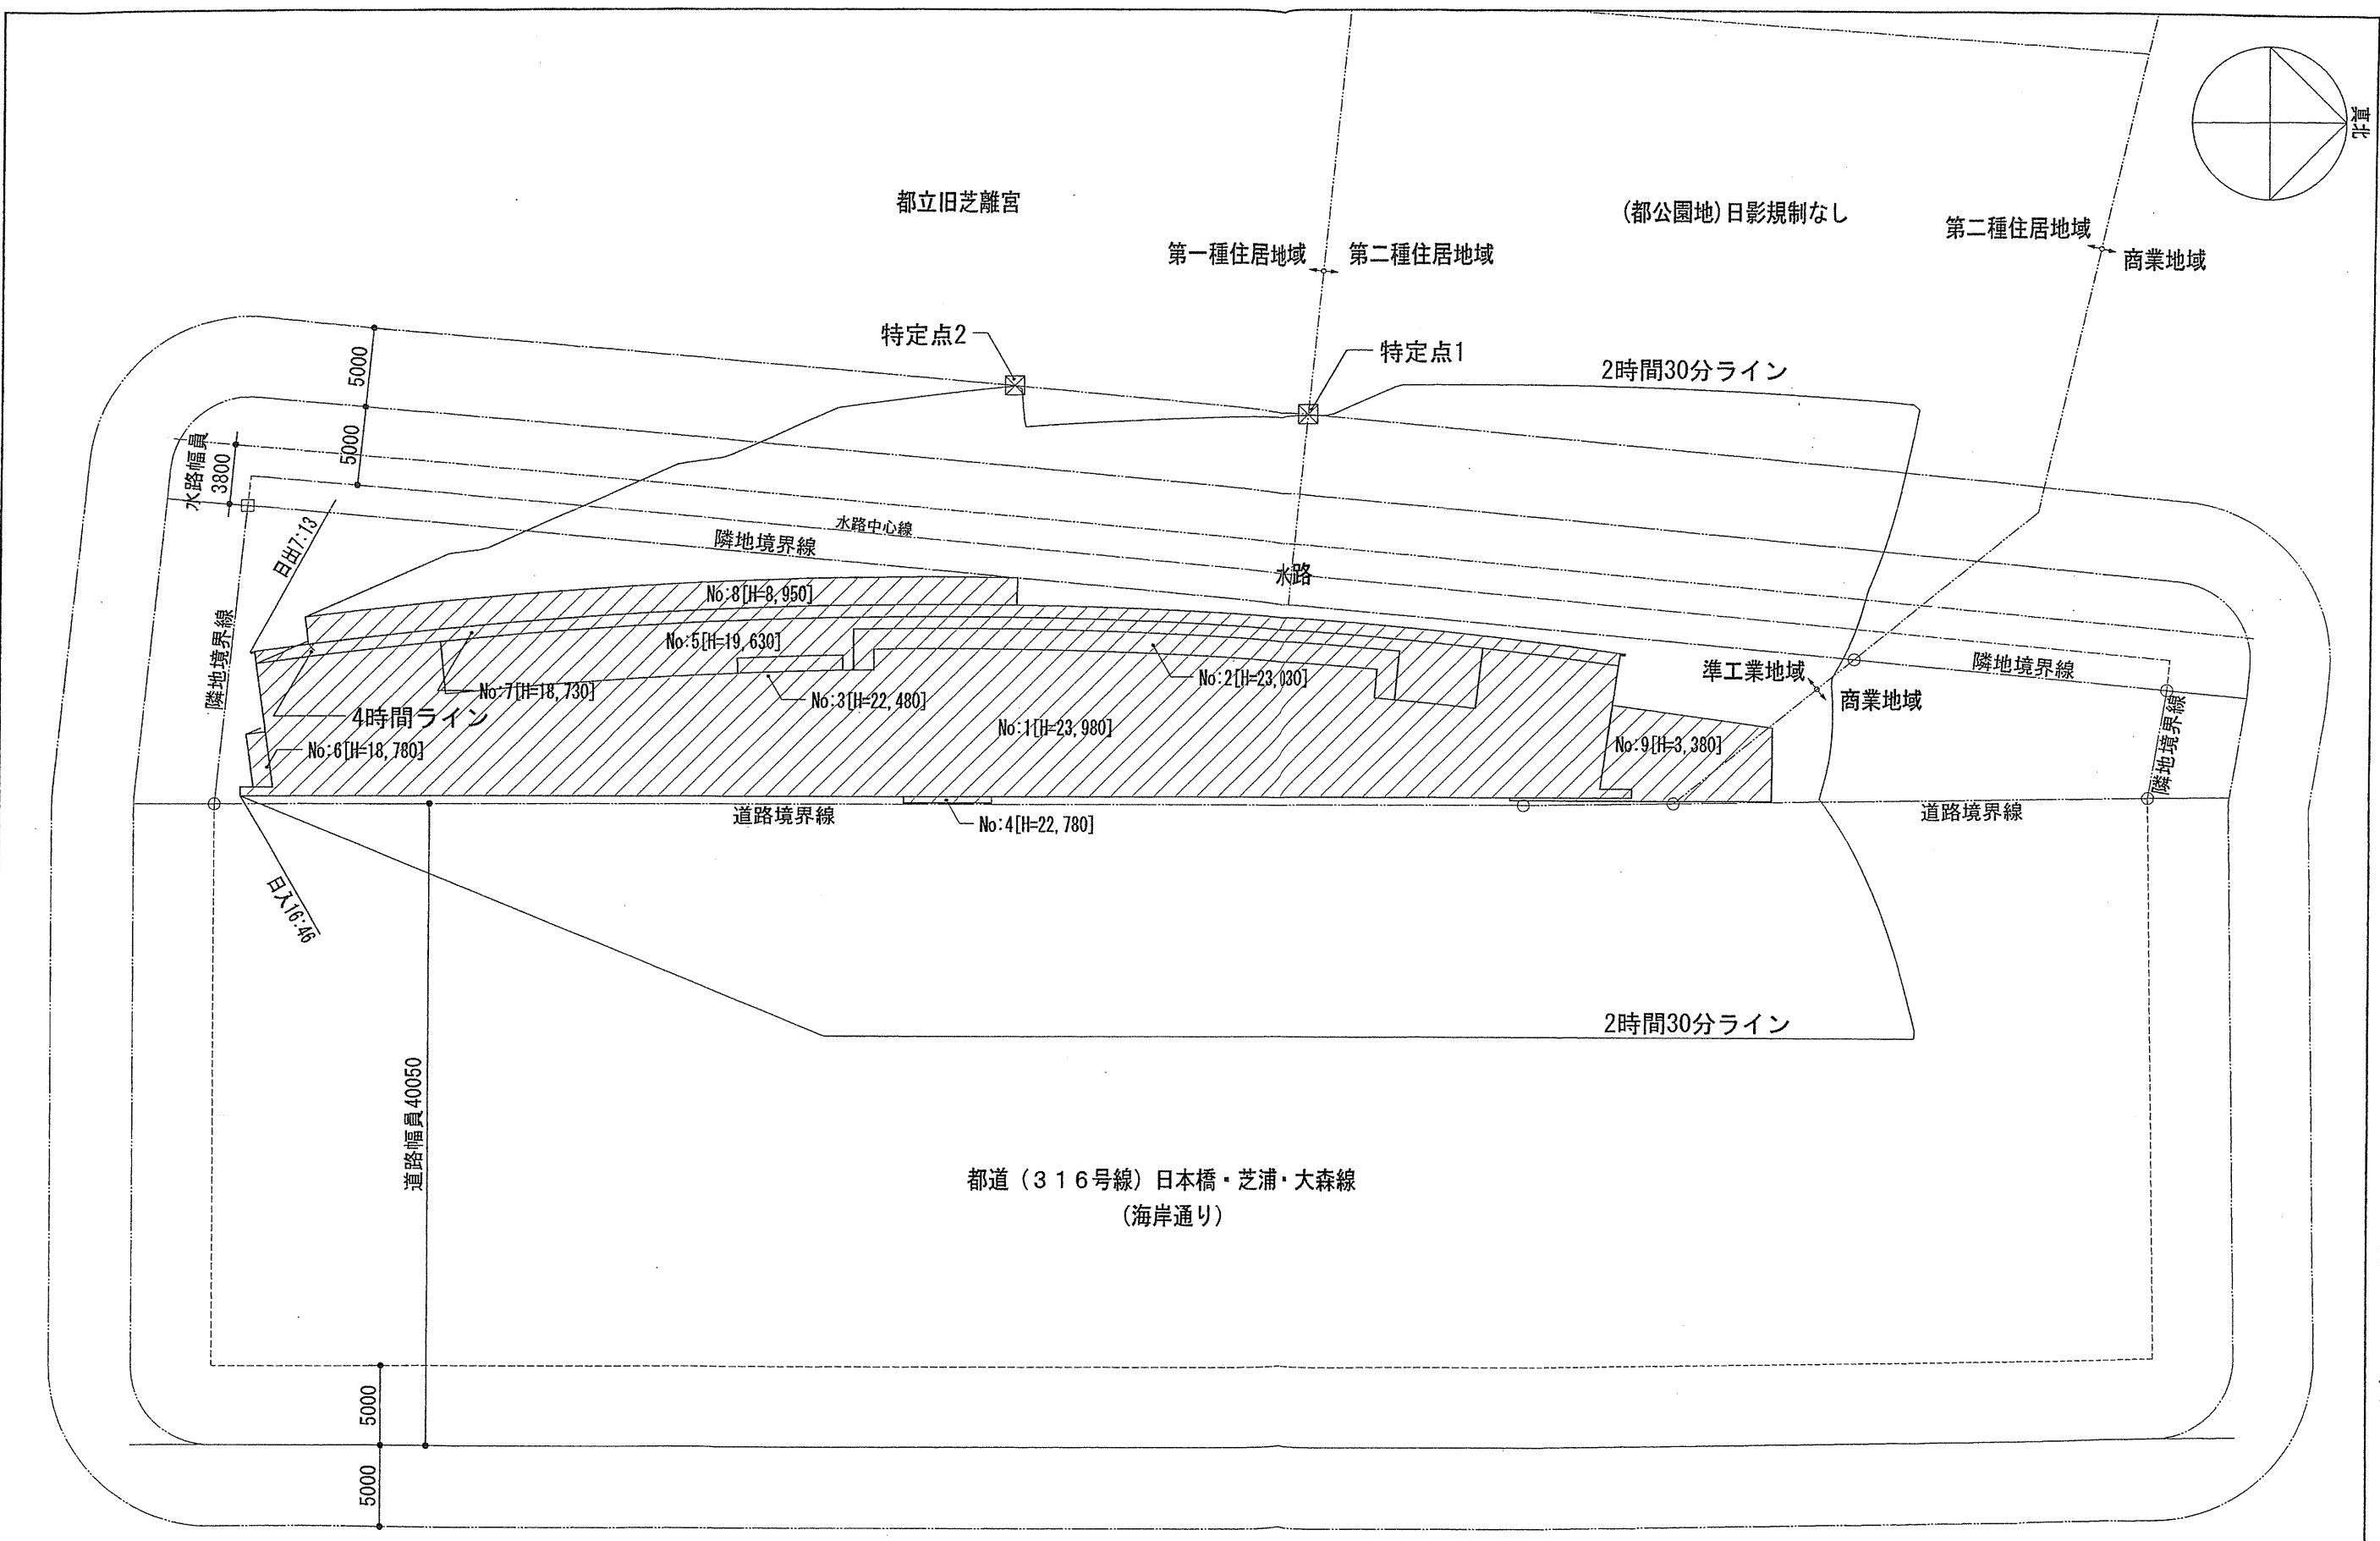 真北
都立旧芝離宮
(都公園地)日影規制なし
第一種住居地域
第二種住居地域
第二種住居地域
商業地域
特定点2
特定点1
2時間30分ライン
5000
5000
水路幅員
3800
日出7:13
水路中心線
隣地境界線
水路
No:8[H=8,950]
No:5[H=19,630]
No:7[H=18,730]
4時間ライン
No:3[H=22,480]
No:2[H=23,030]
No:1[H=23,980]
No:6[H=18,780]
No:9[H=3,380]
準工業地域
商業地域
隣地境界線
隣地境界線
隣地境界線
道路境界線
No:4[H=22,780]
道路境界線
日入16:46
2時間30分ライン
道路幅員40050
都道(316号線)日本橋・芝浦・大森線
(海岸通り)
5000
5000